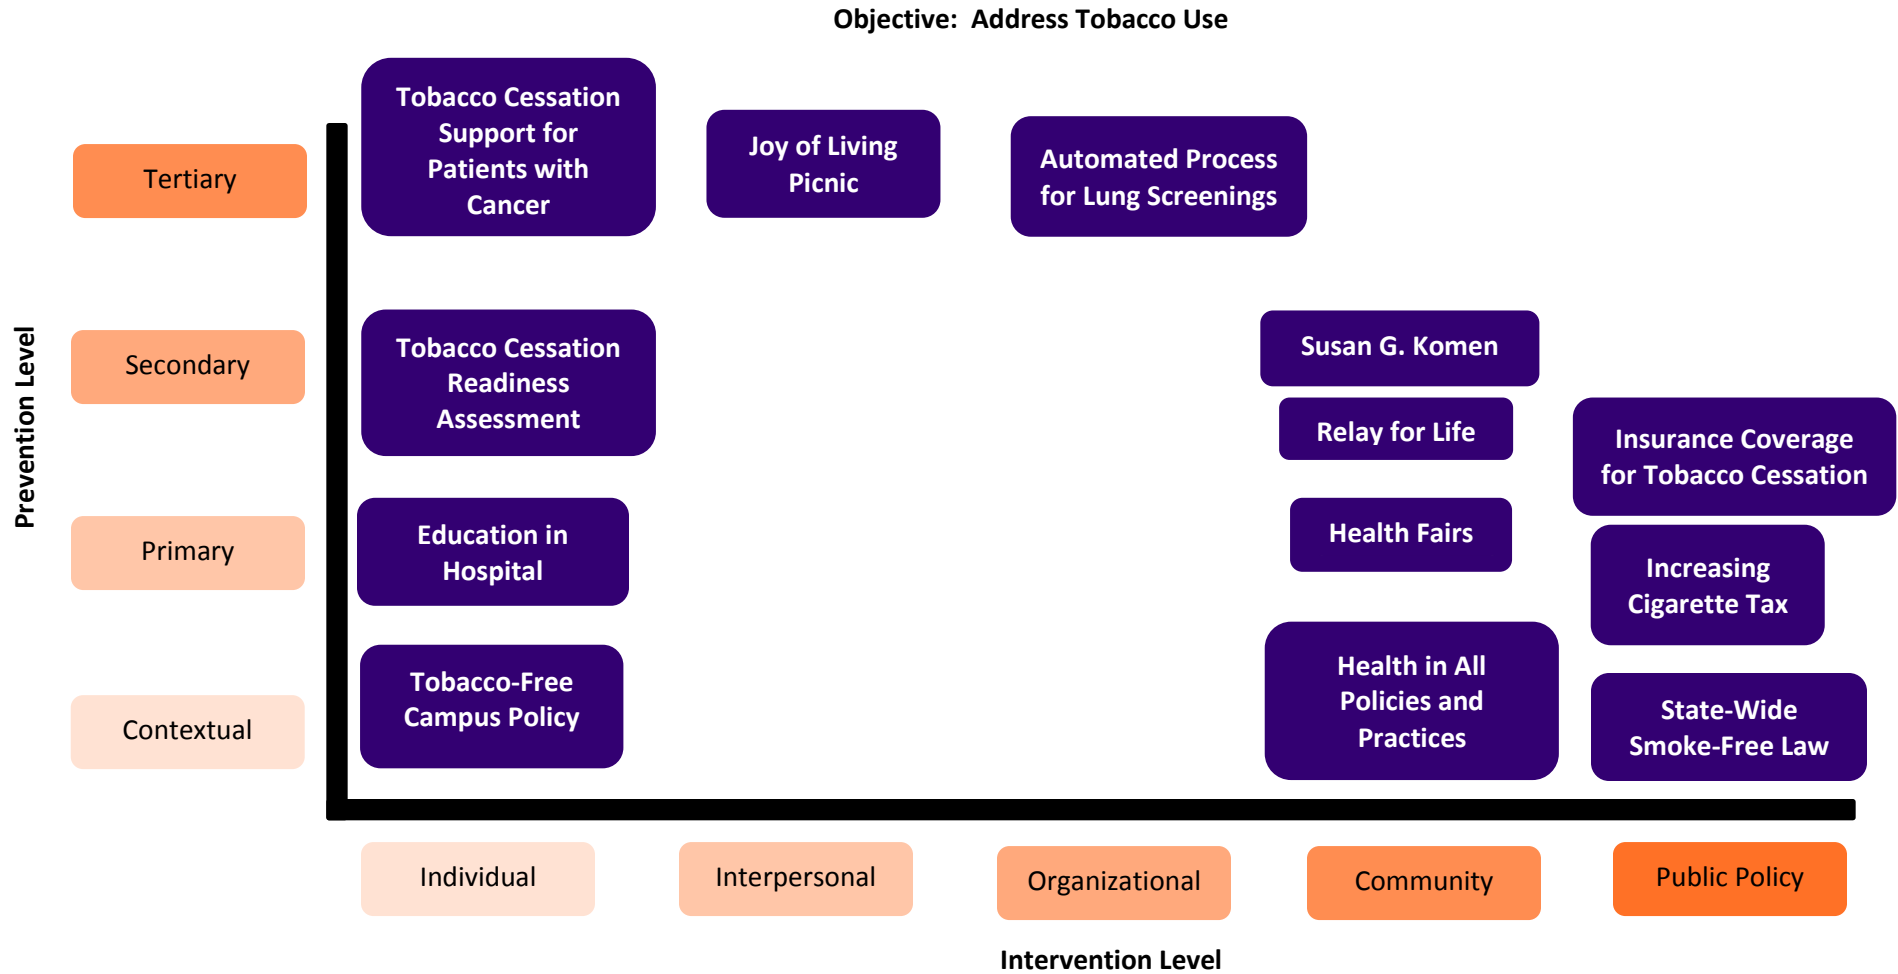 Objective:  Address Tobacco Use
Prevention Level
Tertiary
Tobacco Cessation
Support for
Patients with
Cancer
Joy of Living
Picnic
Automated Process
for Lung Screenings
Secondary
Tobacco Cessation
Readiness
Assessment
Susan G. Komen
Relay for Life
Insurance Coverage
for Tobacco Cessation
Primary
Education in
Hospital
Health Fairs
Increasing
Cigarette Tax
Contextual
Tobacco-Free
Campus Policy
Health in All
Policies and
Practices
State-Wide
Smoke-Free Law
Individual
Interpersonal
Organizational
Community
Public Policy
Intervention Level